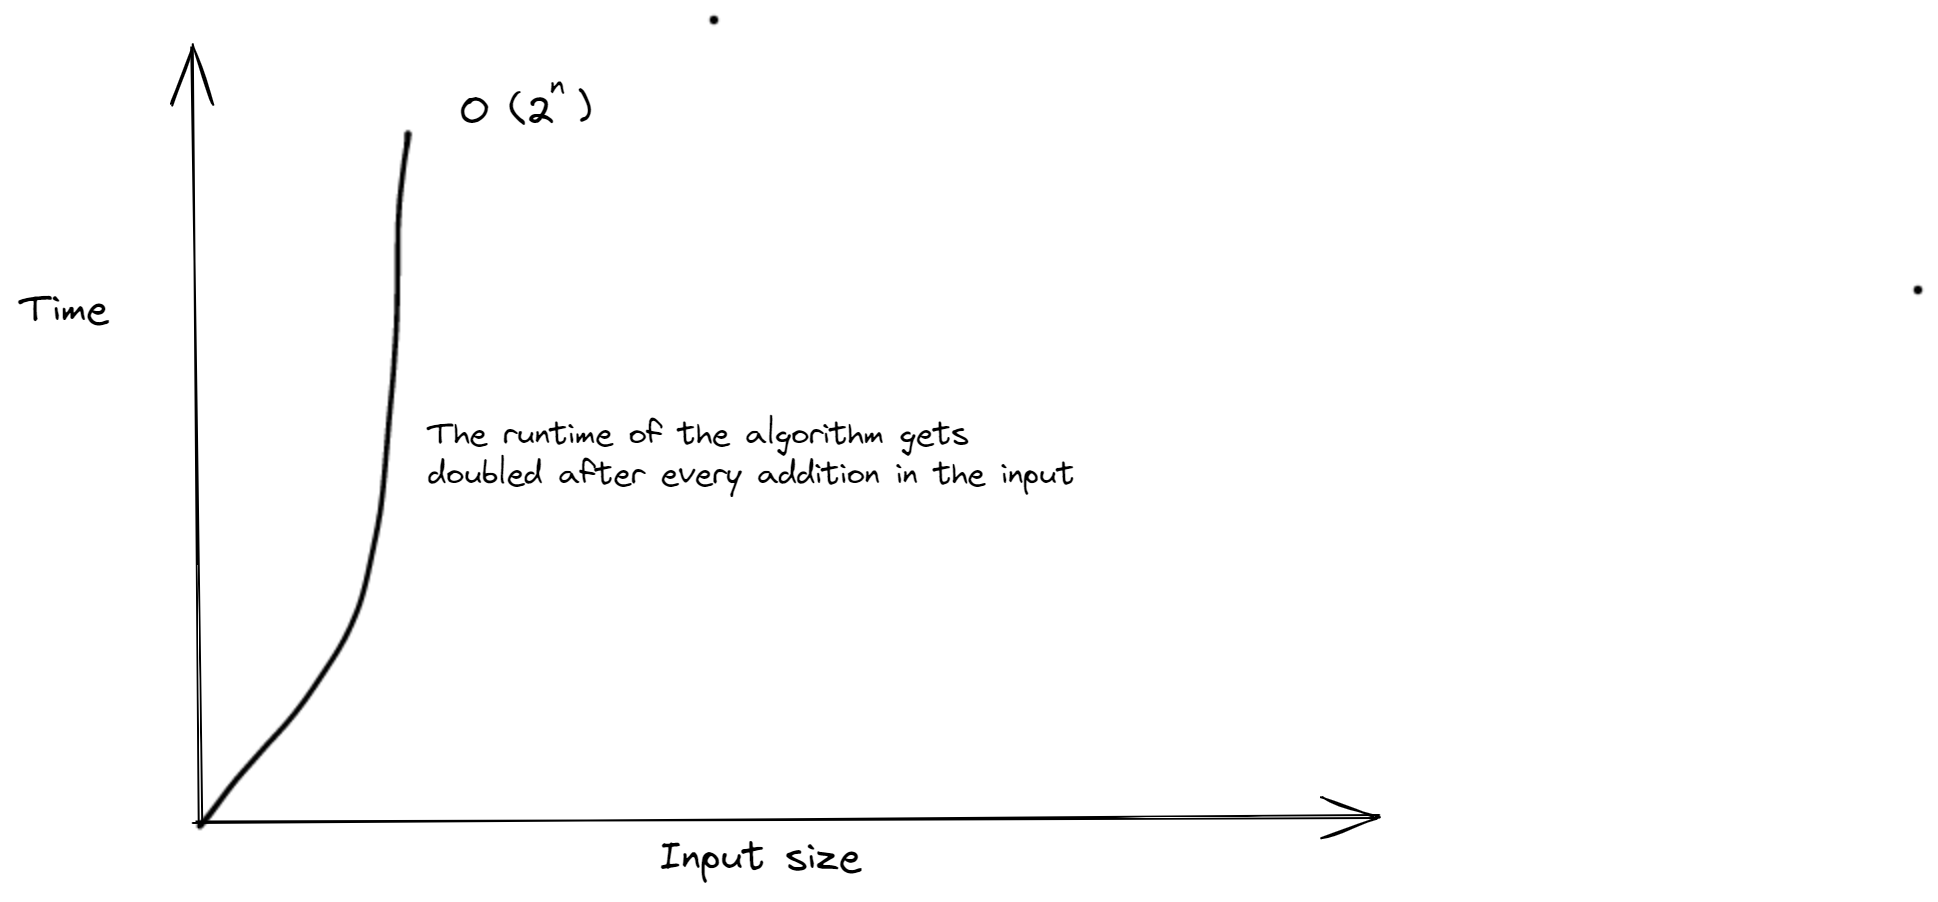 O (2^n)
Time
The runtime of the algorithm gets
doubled after every addition in the input
Input size